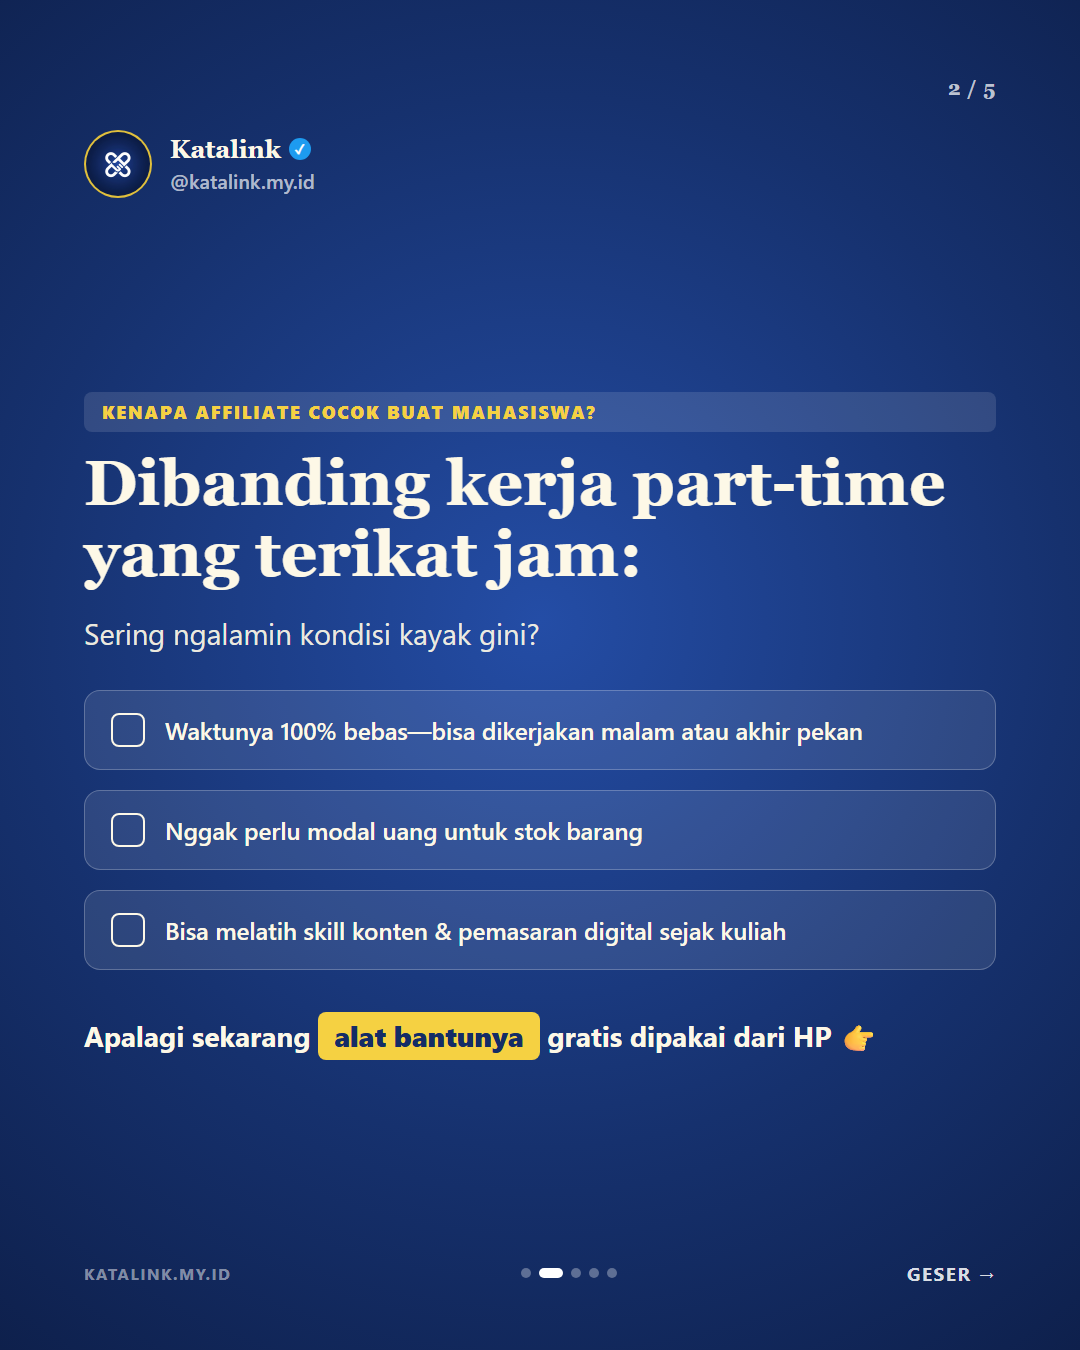 2 / 5
Katalink
@katalink.my.id
KENAPA AFFILIATE COCOK BUAT MAHASISWA?
Dibanding kerja part-time
yang terikat jam:
Sering ngalamin kondisi kayak gini?
Waktunya 100% bebas—bisa dikerjakan malam atau akhir pekan
Nggak perlu modal uang untuk stok barang
Bisa melatih skill konten & pemasaran digital sejak kuliah
Apalagi sekarang alat bantunya gratis dipakai dari HP 👉
KATALINK.MY.ID
GESER →